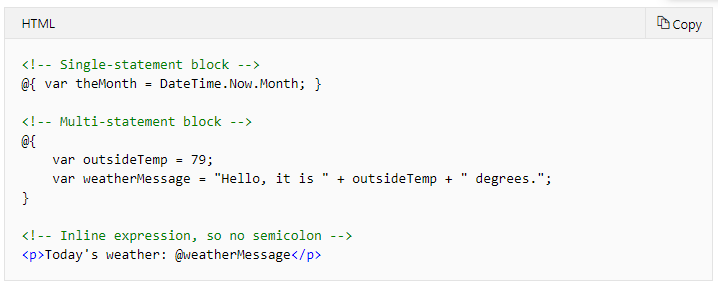 HTML
Copy
<!-- Single-statement block -->
@{ var theMonth = DateTime.Now.Month; }
<!-- Multi-statement block -->
@{
    var outsideTemp = 79;
    var weatherMessage = "Hello, it is " + outsideTemp + " degrees.";
}
<!-- Inline expression, so no semicolon -->
<p>Today's weather: @weatherMessage</p>